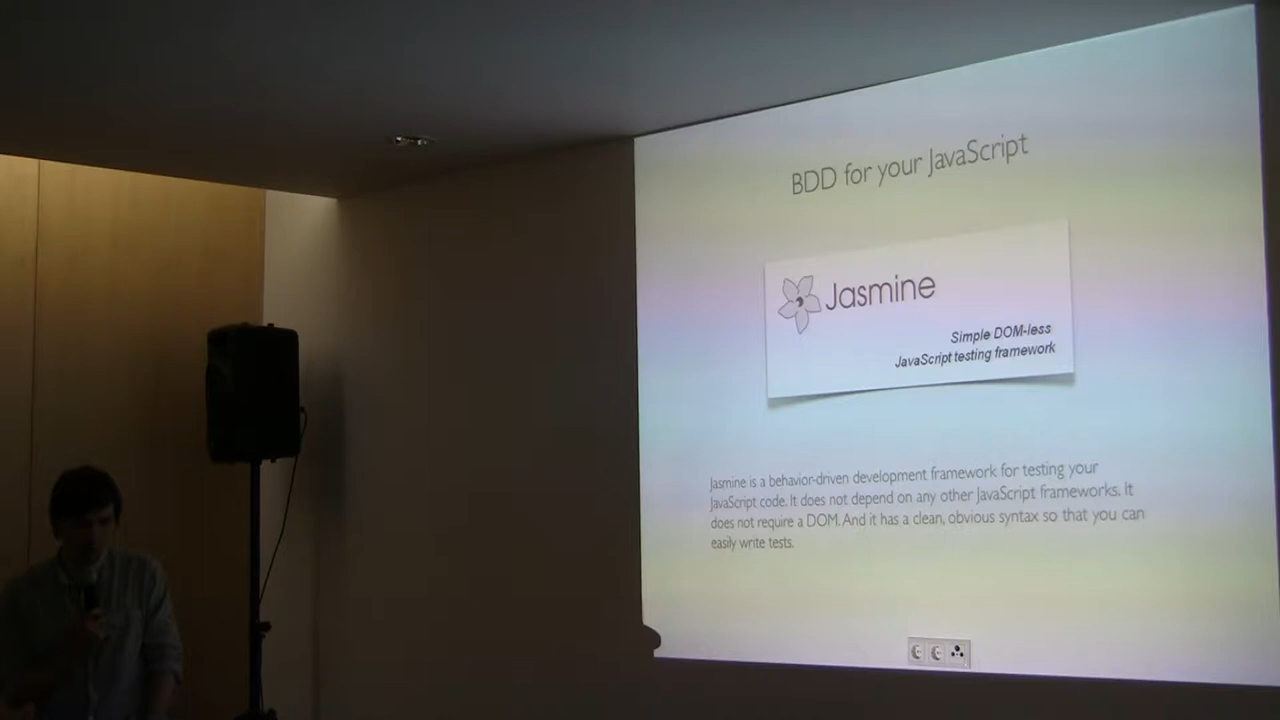 BDD for your JavaScript
Jasmine
Simple DOM-less
JavaScript testing framework
Jasmine is a behavior-driven development framework for testing your
JavaScript code. It does not depend on any other JavaScript frameworks. It
does not require a DOM. And it has a clean, obvious syntax so that you can
easily write tests.